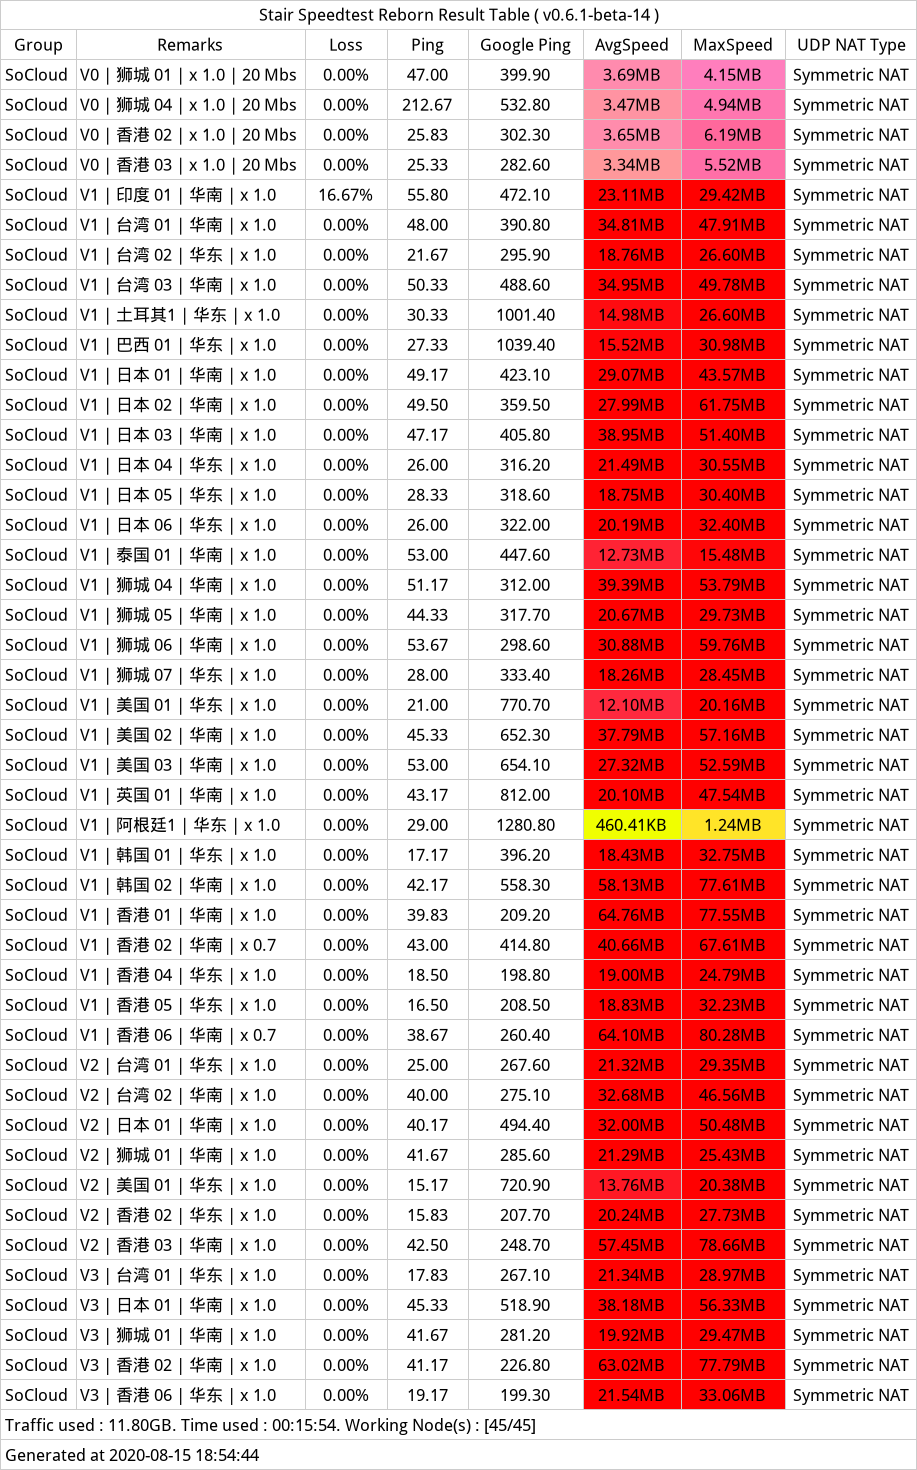 Stair Speedtest Reborn Result Table ( v0.6.1-beta-14 )
Group Remarks Loss Ping Google Ping AvgSpeed MaxSpeed UDP NAT Type
SoCloud V0 | 狮城 01 | x 1.0 | 20 Mbs 0.00% 47.00 399.90 3.69MB 4.15MB Symmetric NAT
SoCloud V0 | 狮城 04 | x 1.0 | 20 Mbs 0.00% 212.67 532.80 3.47MB 4.94MB Symmetric NAT
SoCloud V0 | 香港 02 | x 1.0 | 20 Mbs 0.00% 25.83 302.30 3.65MB 6.19MB Symmetric NAT
SoCloud V0 | 香港 03 | x 1.0 | 20 Mbs 0.00% 25.33 282.60 3.34MB 5.52MB Symmetric NAT
SoCloud V1 | 印度 01 | 华南 | x 1.0 16.67% 55.80 472.10 23.11MB 29.42MB Symmetric NAT
SoCloud V1 | 台湾 01 | 华南 | x 1.0 0.00% 48.00 390.80 34.81MB 47.91MB Symmetric NAT
SoCloud V1 | 台湾 02 | 华东 | x 1.0 0.00% 21.67 295.90 18.76MB 26.60MB Symmetric NAT
SoCloud V1 | 台湾 03 | 华南 | x 1.0 0.00% 50.33 488.60 34.95MB 49.78MB Symmetric NAT
SoCloud V1 | 土耳其1 | 华东 | x 1.0 0.00% 30.33 1001.40 14.98MB 26.60MB Symmetric NAT
SoCloud V1 | 巴西 01 | 华东 | x 1.0 0.00% 27.33 1039.40 15.52MB 30.98MB Symmetric NAT
SoCloud V1 | 日本 01 | 华南 | x 1.0 0.00% 49.17 423.10 29.07MB 43.57MB Symmetric NAT
SoCloud V1 | 日本 02 | 华南 | x 1.0 0.00% 49.50 359.50 27.99MB 61.75MB Symmetric NAT
SoCloud V1 | 日本 03 | 华南 | x 1.0 0.00% 47.17 405.80 38.95MB 51.40MB Symmetric NAT
SoCloud V1 | 日本 04 | 华东 | x 1.0 0.00% 26.00 316.20 21.49MB 30.55MB Symmetric NAT
SoCloud V1 | 日本 05 | 华东 | x 1.0 0.00% 28.33 318.60 18.75MB 30.40MB Symmetric NAT
SoCloud V1 | 日本 06 | 华东 | x 1.0 0.00% 26.00 322.00 20.19MB 32.40MB Symmetric NAT
SoCloud V1 | 泰国 01 | 华南 | x 1.0 0.00% 53.00 447.60 12.73MB 15.48MB Symmetric NAT
SoCloud V1 | 狮城 04 | 华南 | x 1.0 0.00% 51.17 312.00 39.39MB 53.79MB Symmetric NAT
SoCloud V1 | 狮城 05 | 华南 | x 1.0 0.00% 44.33 317.70 20.67MB 29.73MB Symmetric NAT
SoCloud V1 | 狮城 06 | 华南 | x 1.0 0.00% 53.67 298.60 30.88MB 59.76MB Symmetric NAT
SoCloud V1 | 狮城 07 | 华东 | x 1.0 0.00% 28.00 333.40 18.26MB 28.45MB Symmetric NAT
SoCloud V1 | 美国 01 | 华东 | x 1.0 0.00% 21.00 770.70 12.10MB 20.16MB Symmetric NAT
SoCloud V1 | 美国 02 | 华南 | x 1.0 0.00% 45.33 652.30 37.79MB 57.16MB Symmetric NAT
SoCloud V1 | 美国 03 | 华南 | x 1.0 0.00% 53.00 654.10 27.32MB 52.59MB Symmetric NAT
SoCloud V1 | 英国 01 | 华南 | x 1.0 0.00% 43.17 812.00 20.10MB 47.54MB Symmetric NAT
SoCloud V1 | 阿根廷1 | 华东 | x 1.0 0.00% 29.00 1280.80 460.41KB 1.24MB Symmetric NAT
SoCloud V1 | 韩国 01 | 华东 | x 1.0 0.00% 17.17 396.20 18.43MB 32.75MB Symmetric NAT
SoCloud V1 | 韩国 02 | 华南 | x 1.0 0.00% 42.17 558.30 58.13MB 77.61MB Symmetric NAT
SoCloud V1 | 香港 01 | 华南 | x 1.0 0.00% 39.83 209.20 64.76MB 77.55MB Symmetric NAT
SoCloud V1 | 香港 02 | 华南 | x 0.7 0.00% 43.00 414.80 40.66MB 67.61MB Symmetric NAT
SoCloud V1 | 香港 04 | 华东 | x 1.0 0.00% 18.50 198.80 19.00MB 24.79MB Symmetric NAT
SoCloud V1 | 香港 05 | 华东 | x 1.0 0.00% 16.50 208.50 18.83MB 32.23MB Symmetric NAT
SoCloud V1 | 香港 06 | 华南 | x 0.7 0.00% 38.67 260.40 64.10MB 80.28MB Symmetric NAT
SoCloud V2 | 台湾 01 | 华东 | x 1.0 0.00% 25.00 267.60 21.32MB 29.35MB Symmetric NAT
SoCloud V2 | 台湾 02 | 华南 | x 1.0 0.00% 40.00 275.10 32.68MB 46.56MB Symmetric NAT
SoCloud V2 | 日本 01 | 华南 | x 1.0 0.00% 40.17 494.40 32.00MB 50.48MB Symmetric NAT
SoCloud V2 | 狮城 01 | 华南 | x 1.0 0.00% 41.67 285.60 21.29MB 25.43MB Symmetric NAT
SoCloud V2 | 美国 01 | 华东 | x 1.0 0.00% 15.17 720.90 13.76MB 20.38MB Symmetric NAT
SoCloud V2 | 香港 02 | 华东 | x 1.0 0.00% 15.83 207.70 20.24MB 27.73MB Symmetric NAT
SoCloud V2 | 香港 03 | 华南 | x 1.0 0.00% 42.50 248.70 57.45MB 78.66MB Symmetric NAT
SoCloud V3 | 台湾 01 | 华东 | x 1.0 0.00% 17.83 267.10 21.34MB 28.97MB Symmetric NAT
SoCloud V3 | 日本 01 | 华南 | x 1.0 0.00% 45.33 518.90 38.18MB 56.33MB Symmetric NAT
SoCloud V3 | 狮城 01 | 华南 | x 1.0 0.00% 41.67 281.20 19.92MB 29.47MB Symmetric NAT
SoCloud V3 | 香港 02 | 华南 | x 1.0 0.00% 41.17 226.80 63.02MB 77.79MB Symmetric NAT
SoCloud V3 | 香港 06 | 华东 | x 1.0 0.00% 19.17 199.30 21.54MB 33.06MB Symmetric NAT
Traffic used : 11.80GB. Time used : 00:15:54. Working Node(s) : [45/45]
Generated at 2020-08-15 18:54:44